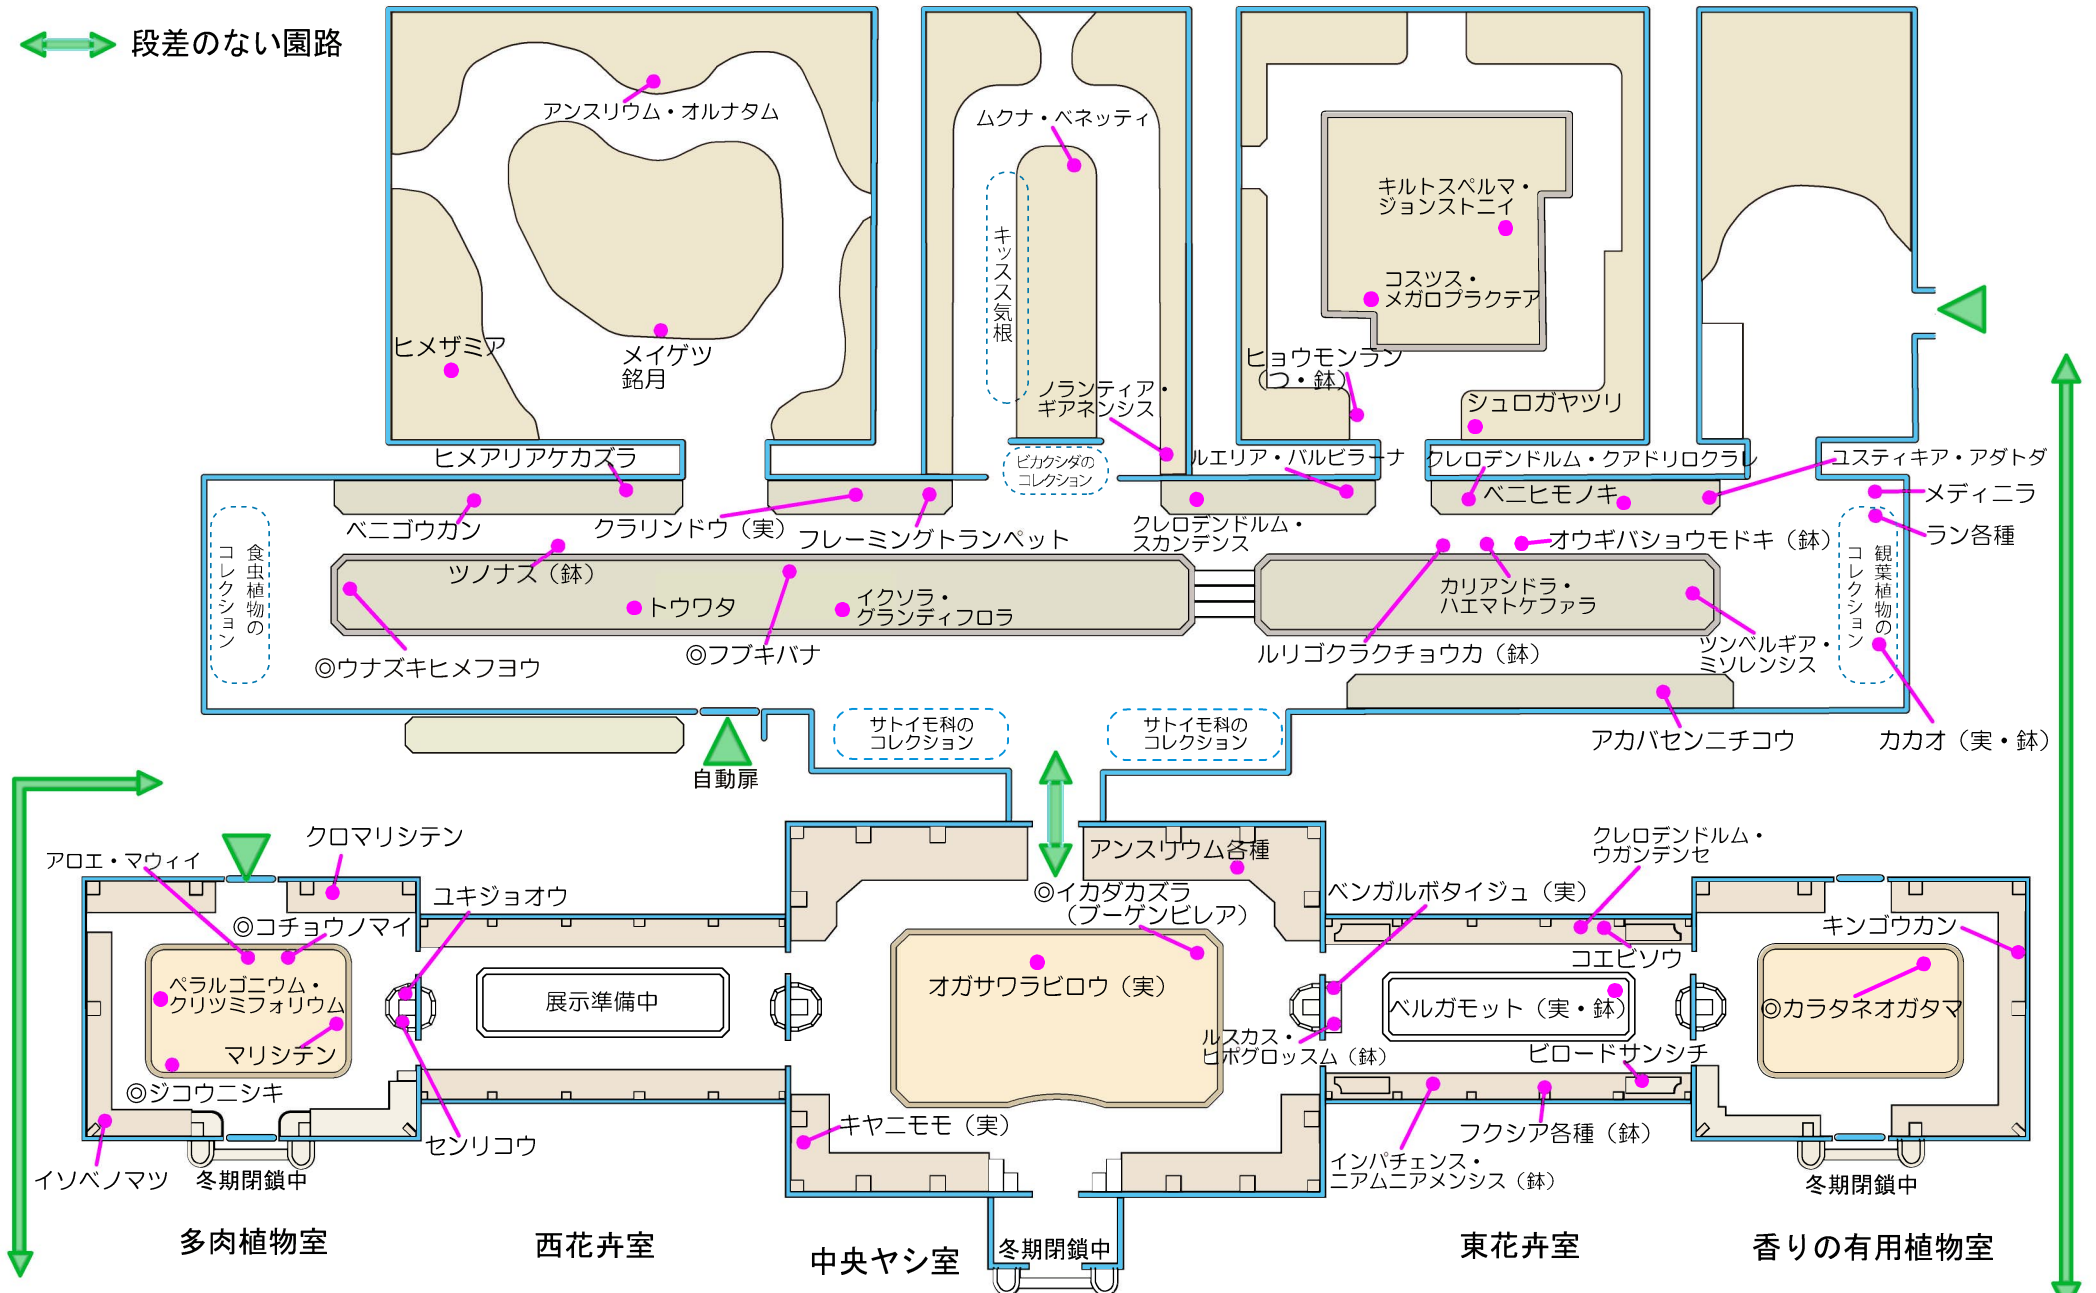 段差のない園路
アンスリウム・オルナタム
ムクナ・ベネッティ
キルトスペルマ・
ジョンストニイ
キッスス気根
コスツス・
メガロプラクテア
ヒメザミア
メイゲツ
銘月
ヒョウモンラン
（つ・鉢）
ノランティア・
ギアネンシス
シュロガヤツリ
ヒメアリアケカズラ
ビカクシダの
コレクション
ルエリア・バルビラーナ
クレロデンドルム・クアドリロクラレ
ユスティキア・アダトダ
ベニヒモノキ
メディニラ
ベニゴウカン
クラリンドウ（実）
フレーミングトランペット
クレロデンドルム・
スカンデンス
オウギバショウモドキ（鉢）
ラン各種
食虫植物の
コレクション
ツノナス（鉢）
トウワタ
イクソラ・
グランディフロラ
カリアンドラ・
ハエマトケファラ
観葉植物の
コレクション
◎ウナズキヒメフヨウ
◎フブキバナ
ルリゴクラクチョウカ（鉢）
ツンベルギア・
ミソレンシス
サトイモ科の
コレクション
サトイモ科の
コレクション
アカバセンニチコウ
カカオ（実・鉢）
自動扉
アロエ・マウィイ
クロマリシテン
ユキジョオウ
アンスリウム各種
クレロデンドルム・
ウガンデンセ
◎イカダカズラ
（ブーゲンビレア）
ベンガルボタイジュ（実）
◎コチョウノマイ
キンゴウカン
コエビソウ
ペラルゴニウム・
クリツミフォリウム
展示準備中
オガサワラビロウ（実）
ベルガモット（実・鉢）
◎カラタネオガタマ
マリシテン
ルスカス・
ヒポグロッスム（鉢）
ビロードサンシチ
◎ジコウニシキ
センリコウ
キヤニモモ（実）
フクシア各種（鉢）
イソベノマツ
冬期閉鎖中
インパチェンス・
ニアムニアメンシス（鉢）
冬期閉鎖中
多肉植物室
西花卉室
中央ヤシ室
冬期閉鎖中
東花卉室
香りの有用植物室